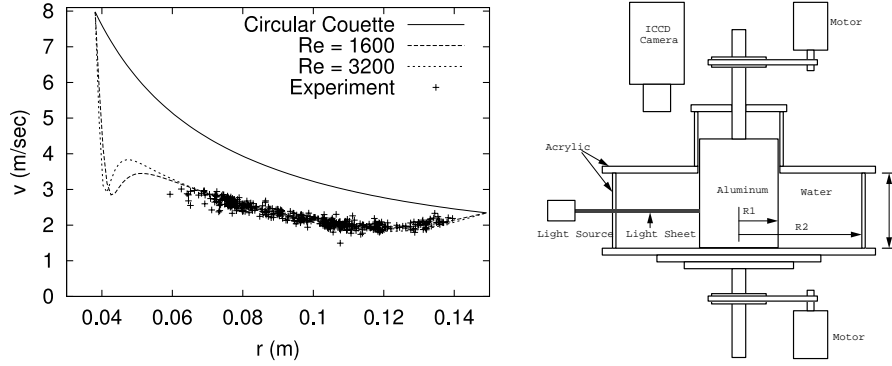 8
7
6
5
4
3
2
1
0
v (m/sec)
0.04
0.06
0.08
0.1
0.12
0.14
r (m)
Circular Couette
Re = 1600
Re = 3200
Experiment
ICCD
Camera
Motor
Acrylic
Aluminum
Water
R1
R2
Light Source
Light Sheet
Motor